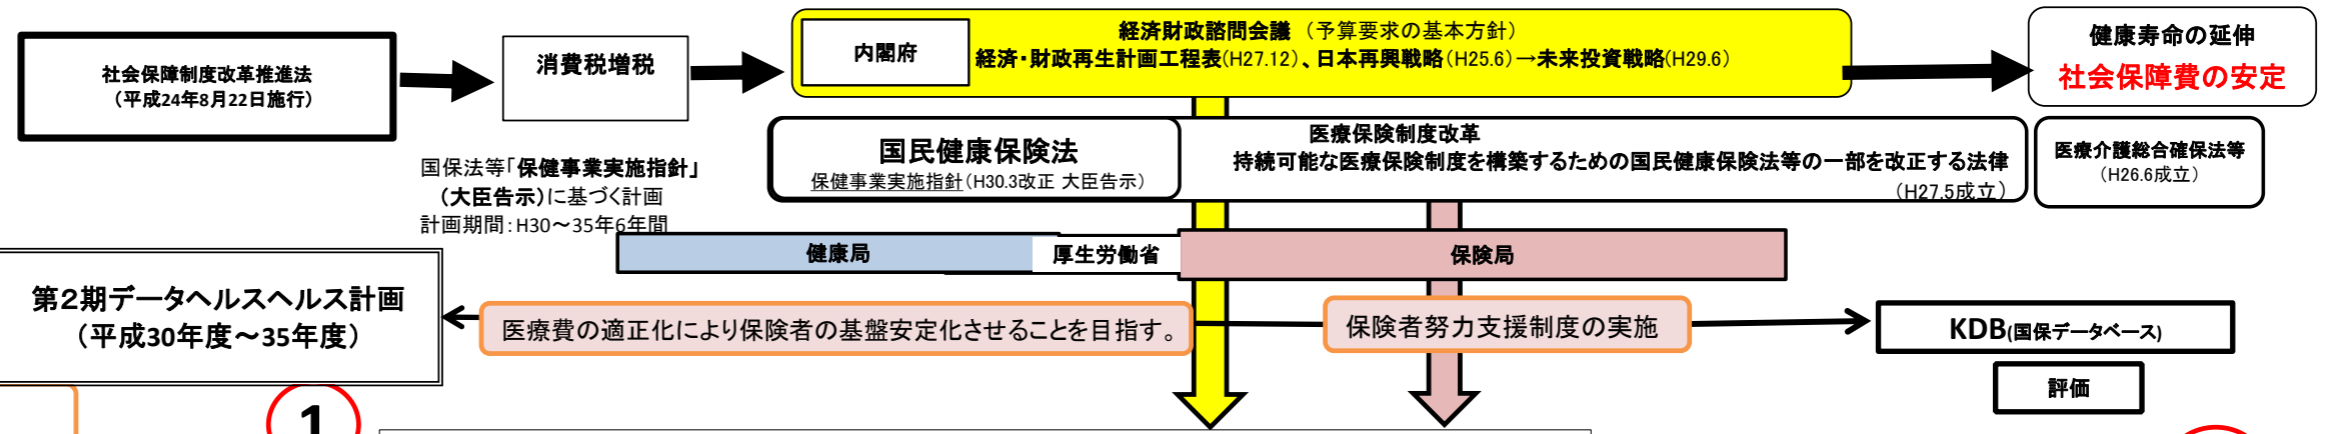 社会保障制度改革推進法
（平成24年8月22日施行）
消費税増税
内閣府
経済財政諮問会議 （予算要求の基本方針）
経済・財政再生計画工程表(H27.12)、日本再興戦略（H25.6）→未来投資戦略(H29.6)
健康寿命の延伸
社会保障費の安定
国保法等「保健事業実施指針」
（大臣告示）に基づく計画
計画期間：H30～35年6年間
国民健康保険法
保健事業実施指針（H30.3改正 大臣告示）
医療保険制度改革
持続可能な医療保険制度を構築するための国民健康保険法等の一部を改正する法律
（H27.5成立）
医療介護総合確保法等
（H26.6成立）
健康局
厚生労働省
保険局
第２期データヘルスヘルス計画
（平成30年度～35年度）
医療費の適正化により保険者の基盤安定化させることを目指す。
保険者努力支援制度の実施
KDB(国保データベース)
評価
1